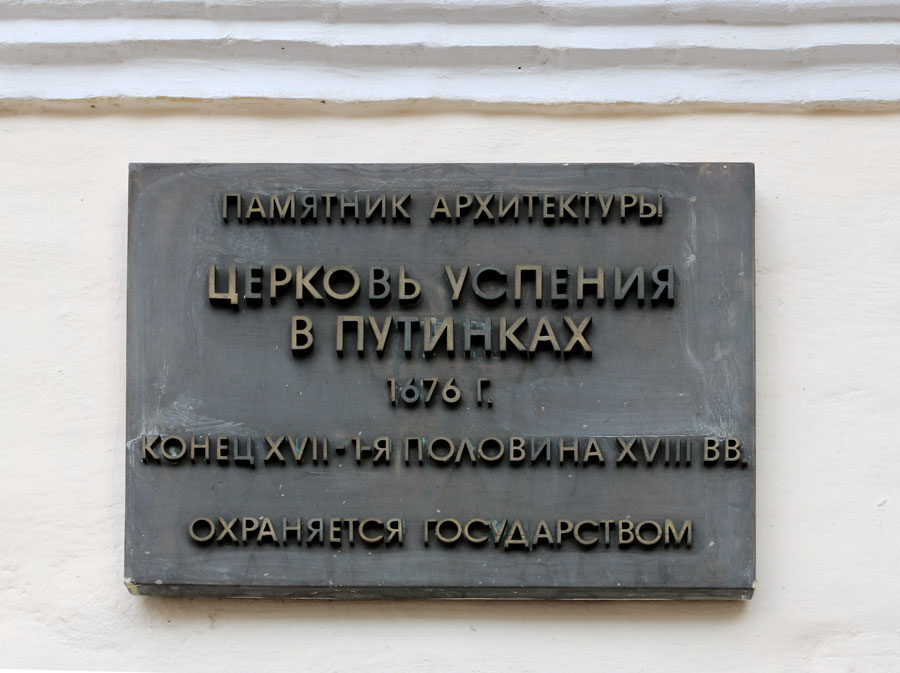 ПАМЯТНИК АРХИТЕКТУРЫ
ЦЕРКОВЬ УСПЕНИЯ
В ПУТИНКАХ
1676 Г.
КОНЕЦ XVII - 1-Я ПОЛОВИНА XVIII ВВ.
ОХРАНЯЕТСЯ ГОСУДАРСТВОМ